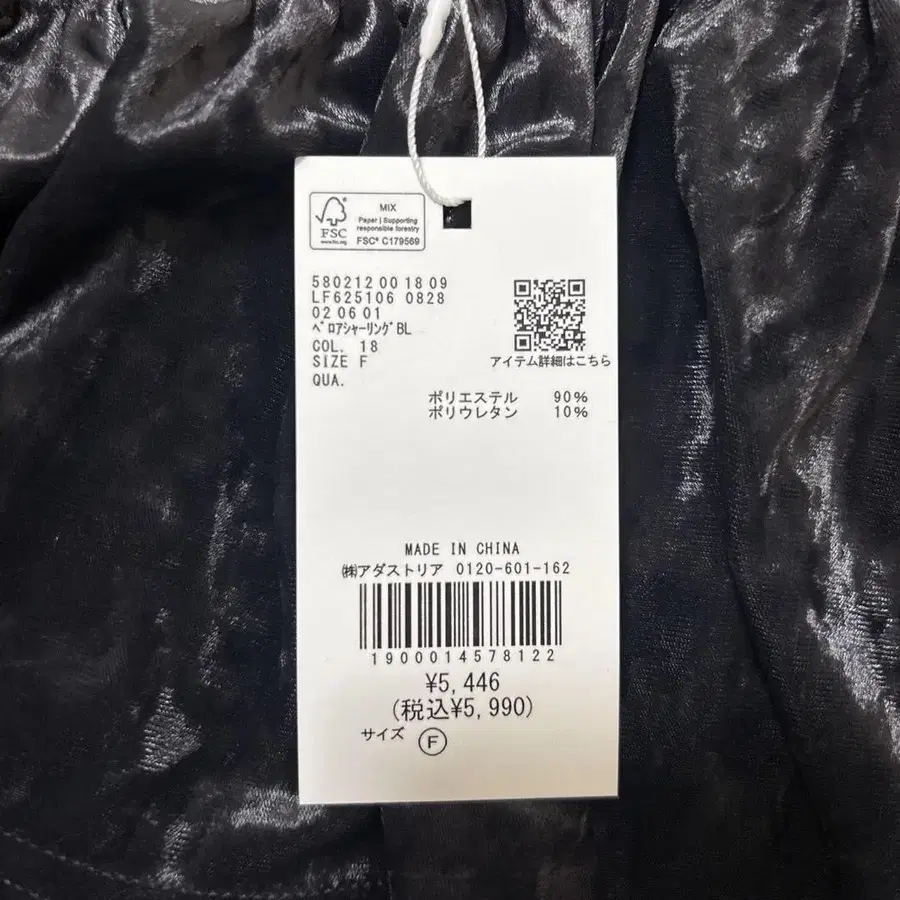 MIX
Paper | Supporting
responsible forestry
FSC
www.fsc.org
FSC® C179569
580212 00 18 09
LF625106 0828
02 06 01
ﾍﾞﾛｱｼｬｰﾘﾝｸﾞBL
COL. 18
SIZE F
QUA.
アイテム詳細はこちら
ポリエステル 90%
ポリウレタン 10%
MADE IN CHINA
㈱アダストリア 0120-601-162
1900014578122
¥5,446
(税込¥5,990)
サイズ F